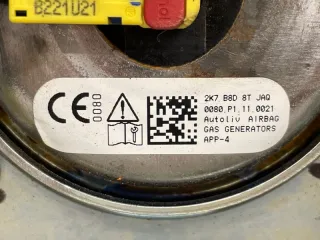 B221U21
CE 0080
2K7 B8D 8T JAQ
0080.P1.11.0021
Autoliv AIRBAG
GAS GENERATORS
APP-4